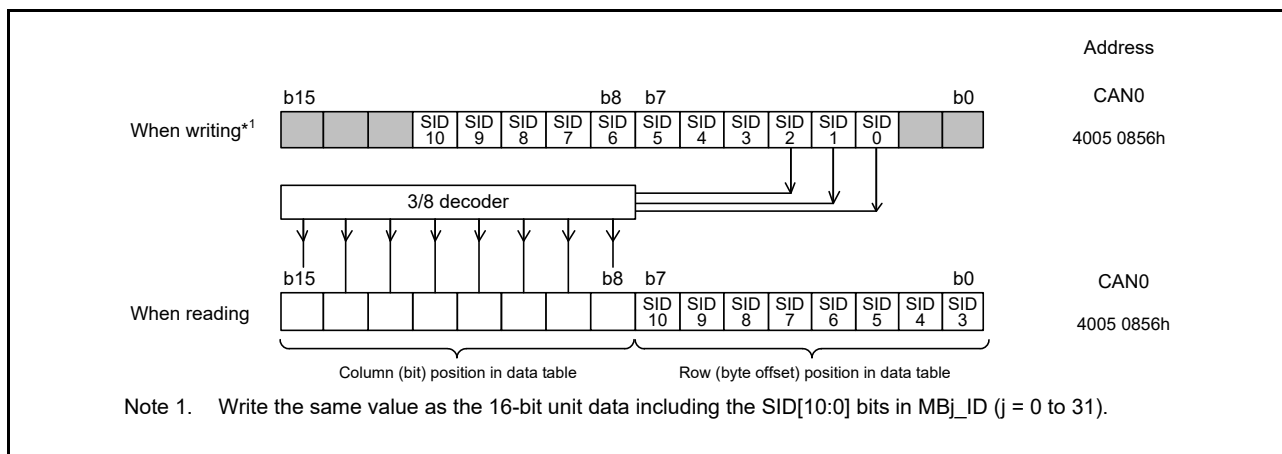 Address
b15 b8 b7 b0 CAN0
When writing*1 SID 10 SID 9 SID 8 SID 7 SID 6 SID 5 SID 4 SID 3 SID 2 SID 1 SID 0 4005 0856h
3/8 decoder
b15 b8 b7 b0 CAN0
When reading SID 10 SID 9 SID 8 SID 7 SID 6 SID 5 SID 4 SID 3 4005 0856h
Column (bit) position in data table Row (byte offset) position in data table
Note 1. Write the same value as the 16-bit unit data including the SID[10:0] bits in MBj_ID (j = 0 to 31).